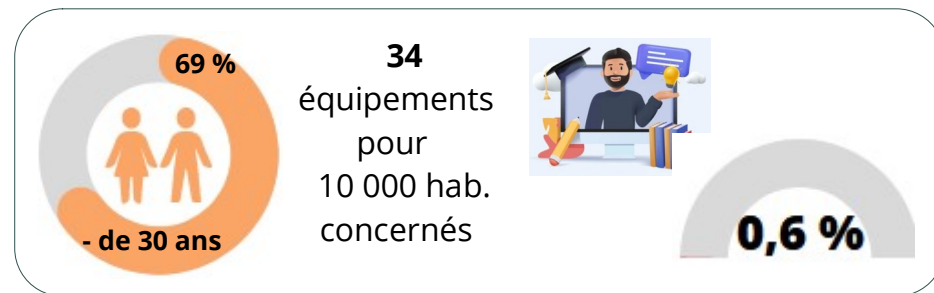 69 %
- de 30 ans
34
équipements
pour
10 000 hab.
concernés
0,6 %